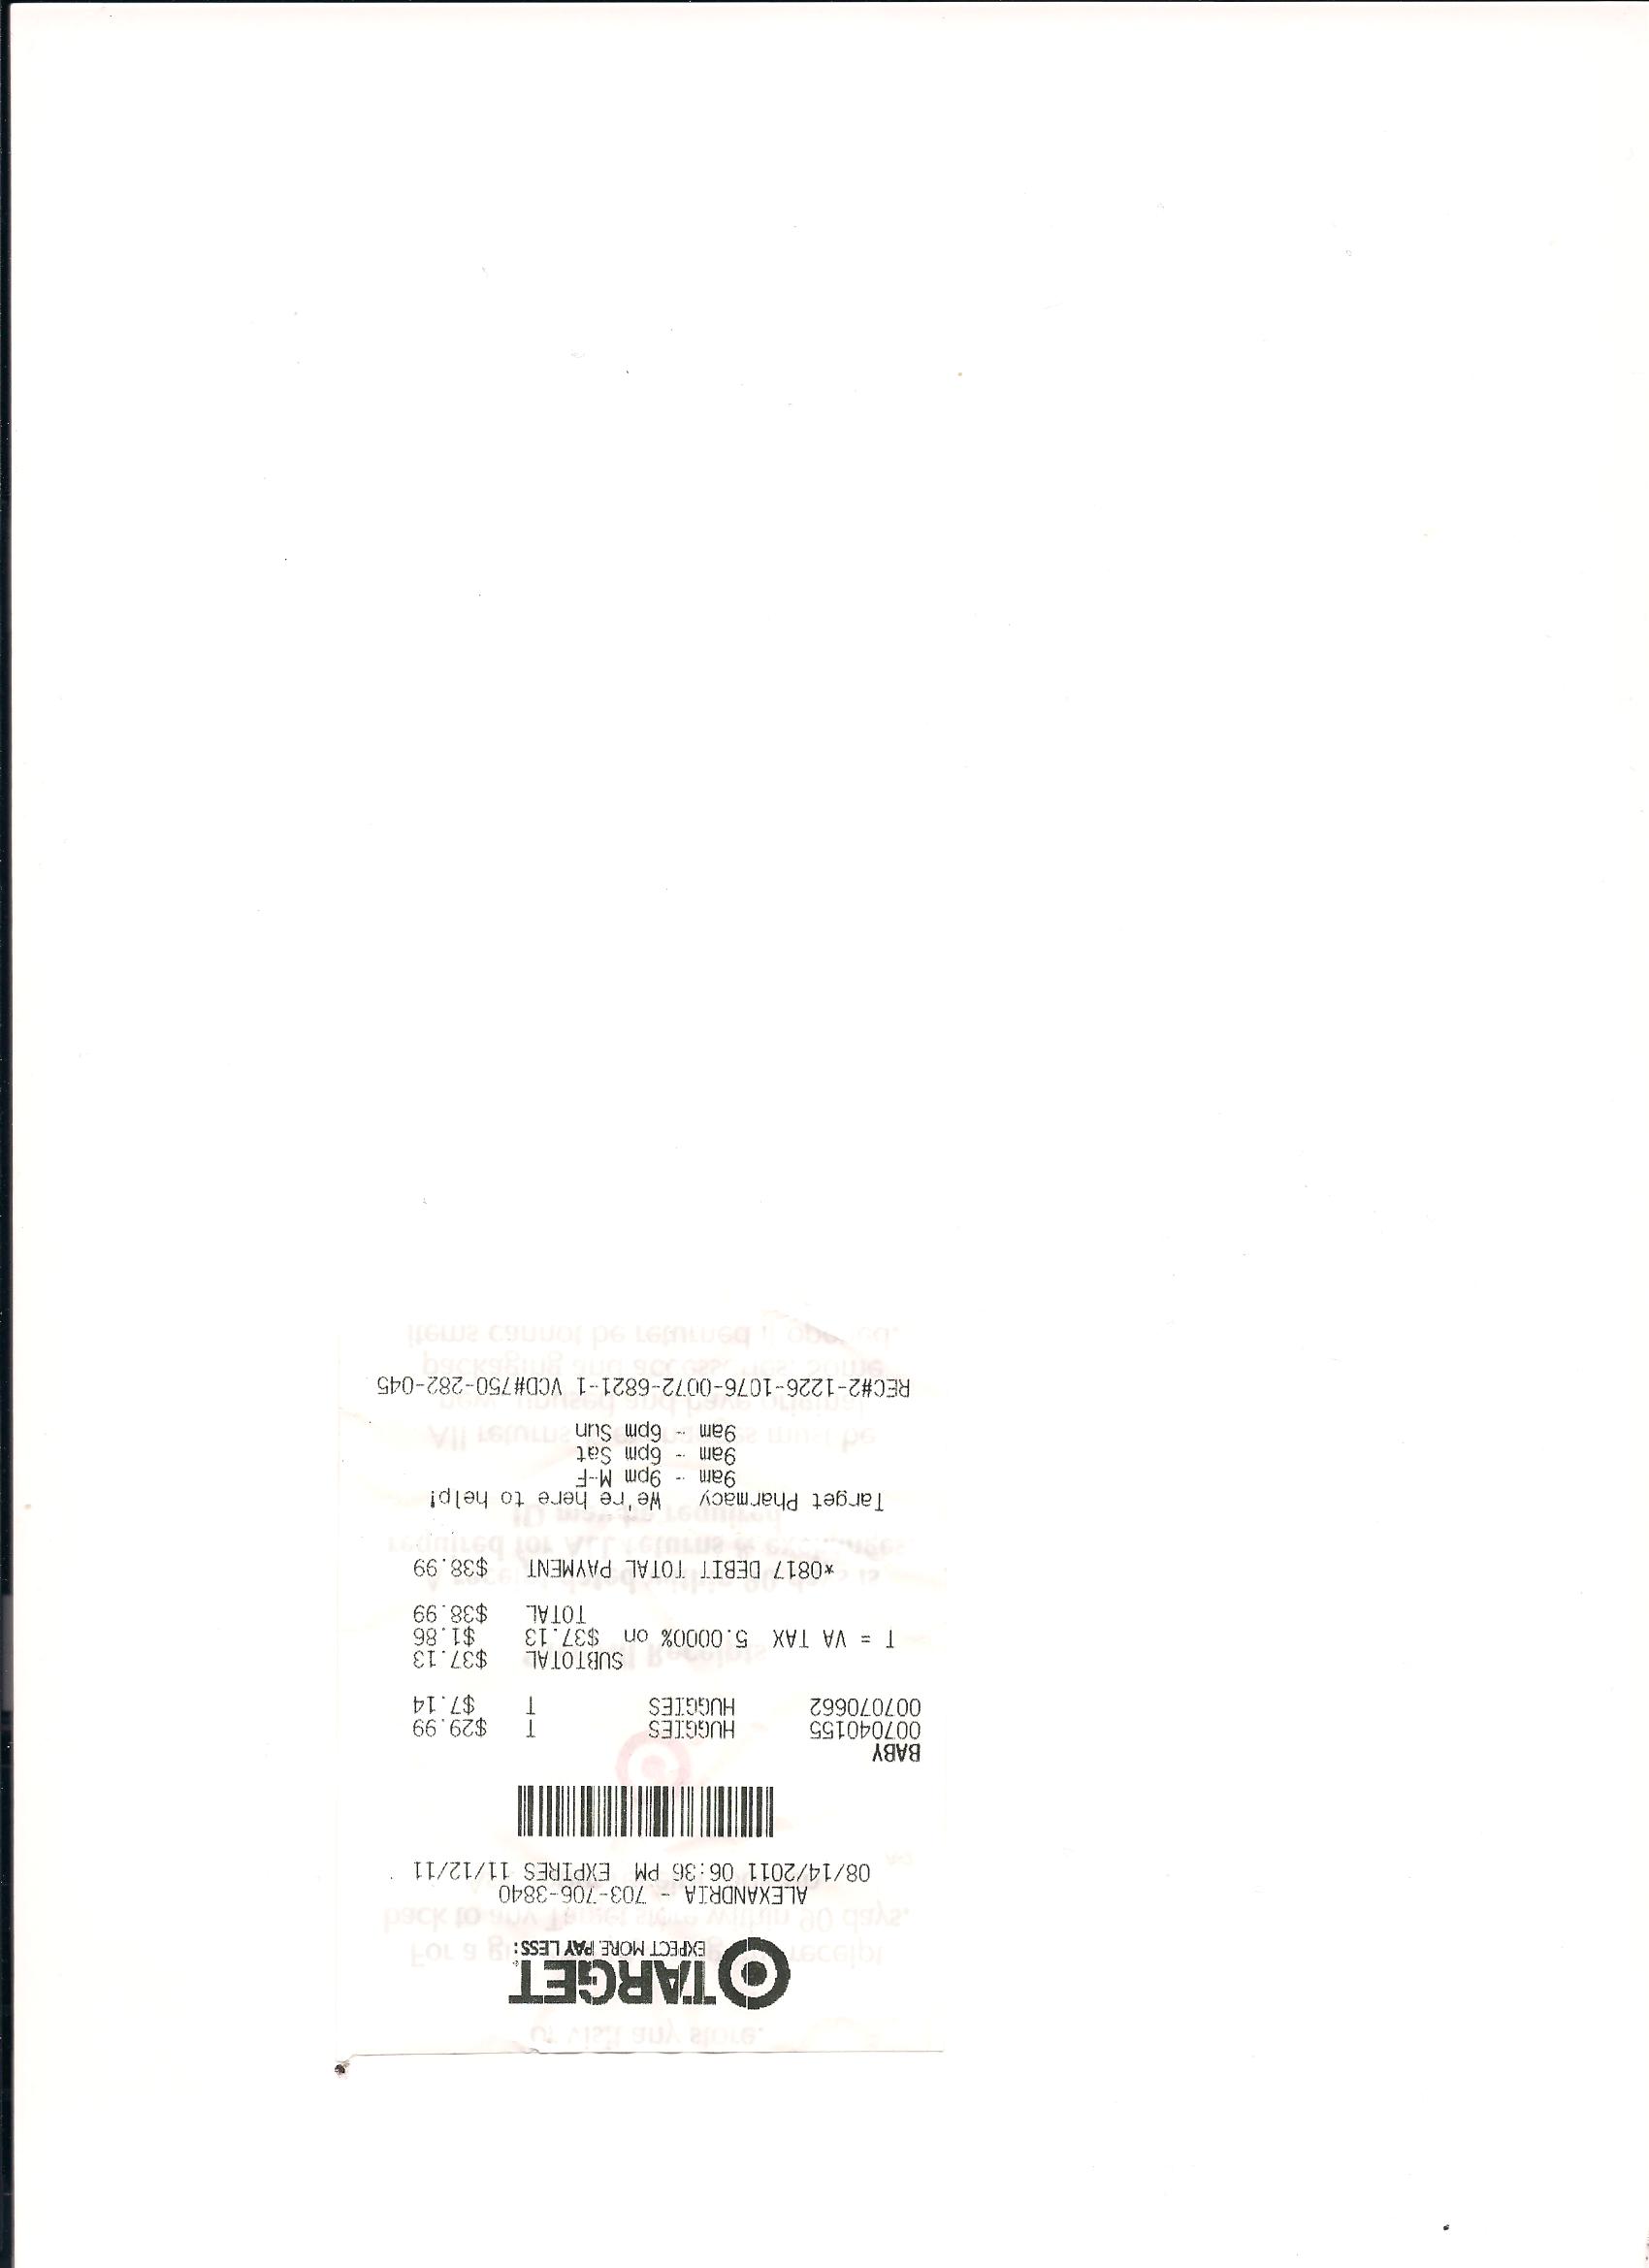 TARGET
EXPECT MORE. PAY LESS.
ALEXANDRIA - 703-706-3840
08/14/2011 06:36 PM EXPIRES 11/12/11
BABY
007040155 HUGGIES T $29.99
007070662 HUGGIES T $7.14
SUBTOTAL $37.13
T = VA TAX 5.0000% on $37.13 $1.86
TOTAL $38.99
*0817 DEBIT TOTAL PAYMENT $38.99
Target Pharmacy We're here to help!
9am - 9pm M-F
9am - 6pm Sat
9am - 6pm Sun
REC#2-1226-1076-0072-6821-1 VCD#750-282-045